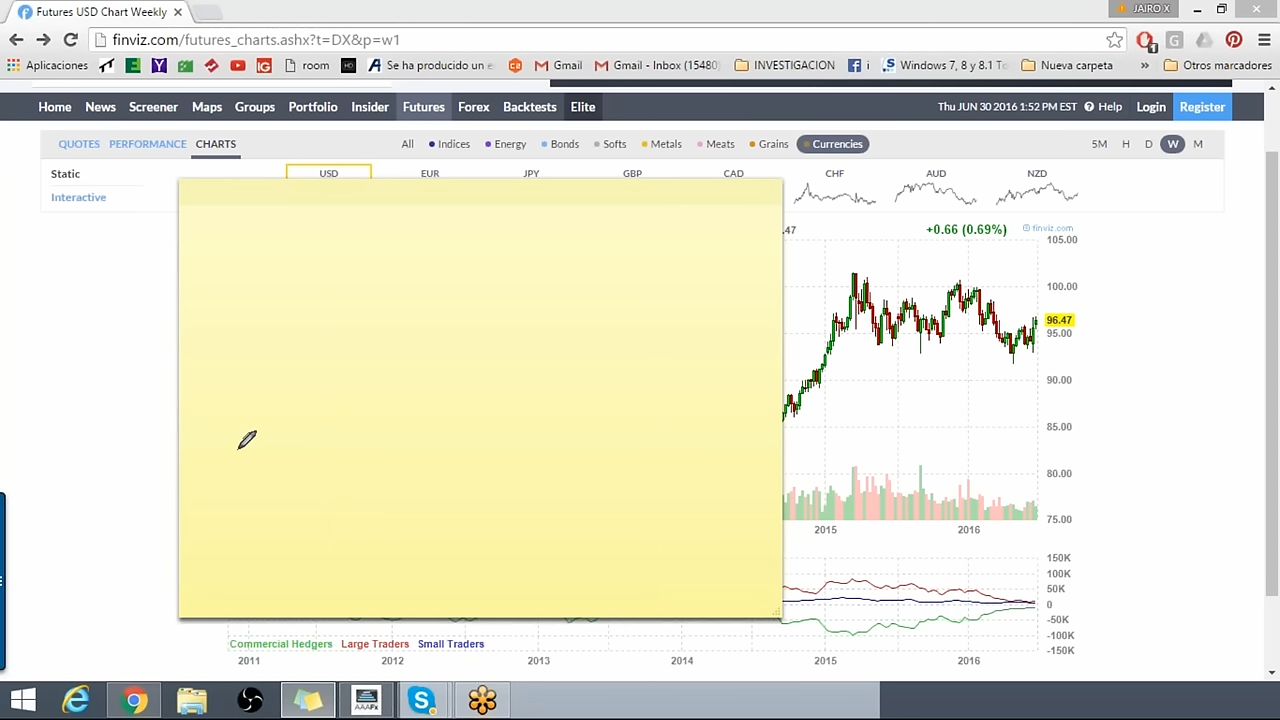 Futures USD Chart Weekly
JAIRO X
finviz.com/futures_charts.ashx?t=DX&p=w1
Aplicaciones
room
Se ha producido un e
Gmail
Gmail - Inbox (15480
INVESTIGACION
i
Windows 7, 8 y 8.1 To
Nueva carpeta
»
Otros marcadores
Home News Screener Maps Groups Portfolio Insider Futures Forex Backtests Elite
Thu JUN 30 2016 1:52 PM EST
Help
Login
Register
QUOTES PERFORMANCE CHARTS
All Indices Energy Bonds Softs Metals Meats Grains Currencies
5M H D W M
Static
USD EUR JPY GBP CAD CHF AUD NZD
Interactive
.47
+0.66 (0.69%)
© finviz.com
105.00
100.00
96.47
95.00
90.00
85.00
80.00
75.00
2015 2016
150K
100K
50K
0
-50K
-100K
-150K
Commercial Hedgers Large Traders Small Traders
2011 2012 2013 2014 2015 2016
AAAFx